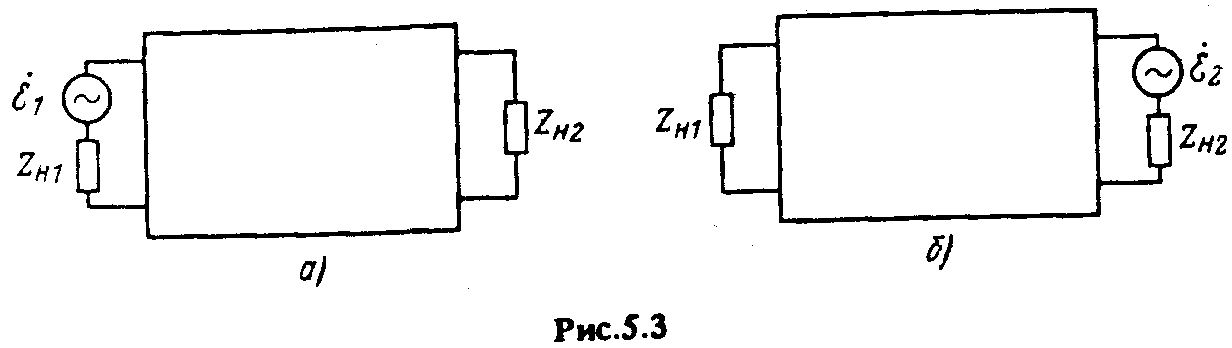 ℰ̇1
Zн1
Zн2
а)
Zн1
ℰ̇2
Zн2
б)
Рис.5.3